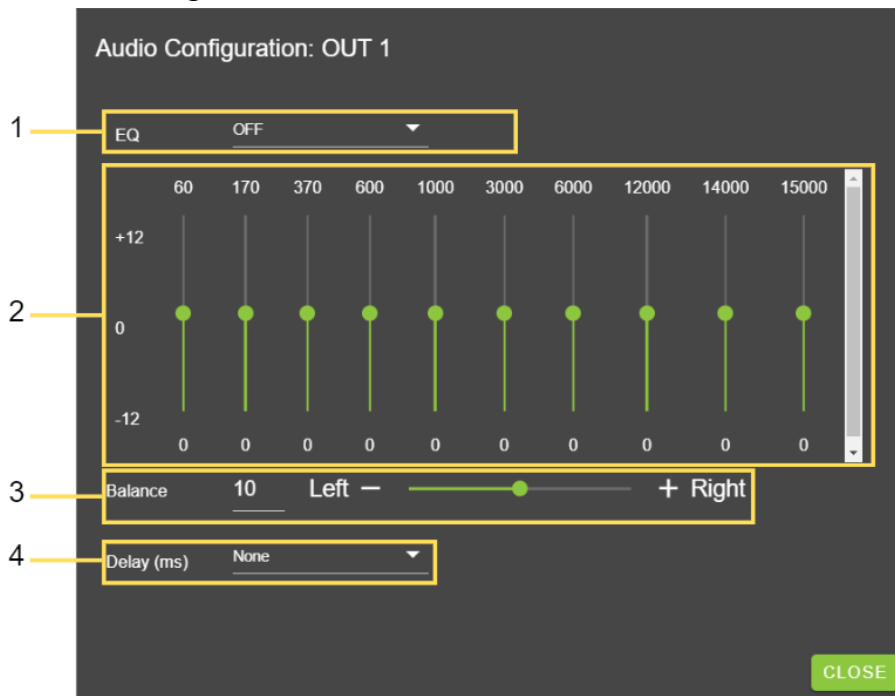 Audio Configuration: OUT 1
1
EQ OFF
60 170 370 600 1000 3000 6000 12000 14000 15000
+12
2
0
-12
0 0 0 0 0 0 0 0 0 0
3
Balance 10 Left − + Right
4
Delay (ms) None
CLOSE